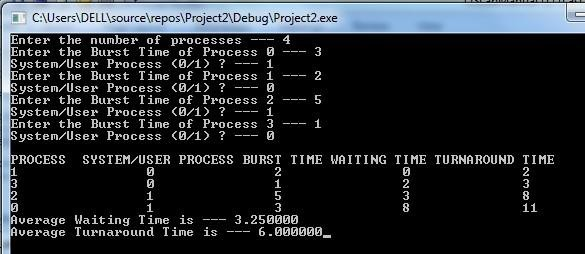 C:\Users\DELL\source\repos\Project2\Debug\Project2.exe
Enter the number of processes --- 4
Enter the Burst Time of Process 0 --- 3
System/User Process (0/1) ? --- 1
Enter the Burst Time of Process 1 --- 2
System/User Process (0/1) ? --- 0
Enter the Burst Time of Process 2 --- 5
System/User Process (0/1) ? --- 1
Enter the Burst Time of Process 3 --- 1
System/User Process (0/1) ? --- 0
PROCESS SYSTEM/USER PROCESS BURST TIME WAITING TIME TURNAROUND TIME
1 0 2 0 2
3 0 1 2 3
2 1 5 3 8
0 1 3 8 11
Average Waiting Time is --- 3.250000
Average Turnaround Time is --- 6.000000_